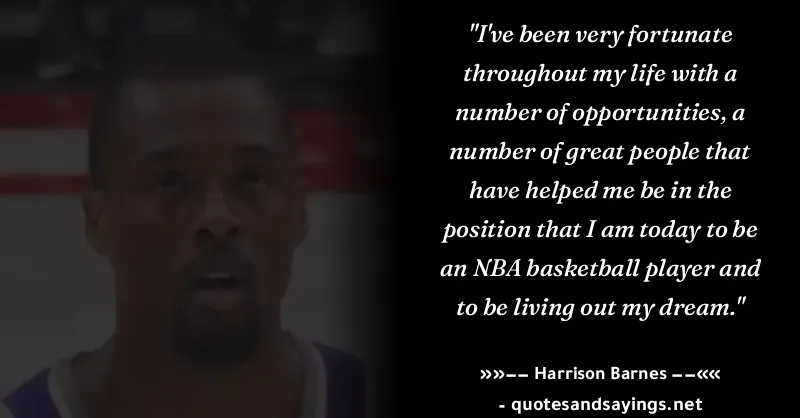 "I've been very fortunate
throughout my life with a
number of opportunities, a
number of great people that
have helped me be in the
position that I am today to be
an NBA basketball player and
to be living out my dream."
»»−− Harrison Barnes −−««
- quotesandsayings.net